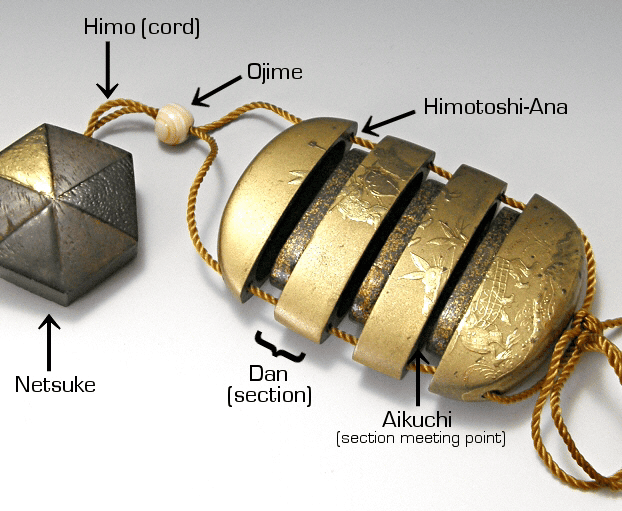 Himo (cord)
Ojime
Himotoshi-Ana
Netsuke
Dan
(section)
Aikuchi
(section meeting point)